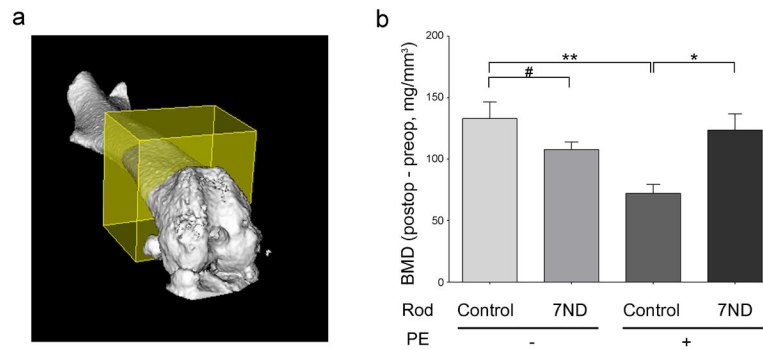 a
b
BMD (postop - preop, mg/mm³)
200
150
100
50
0
**
#
*
Rod Control 7ND Control 7ND
PE - +